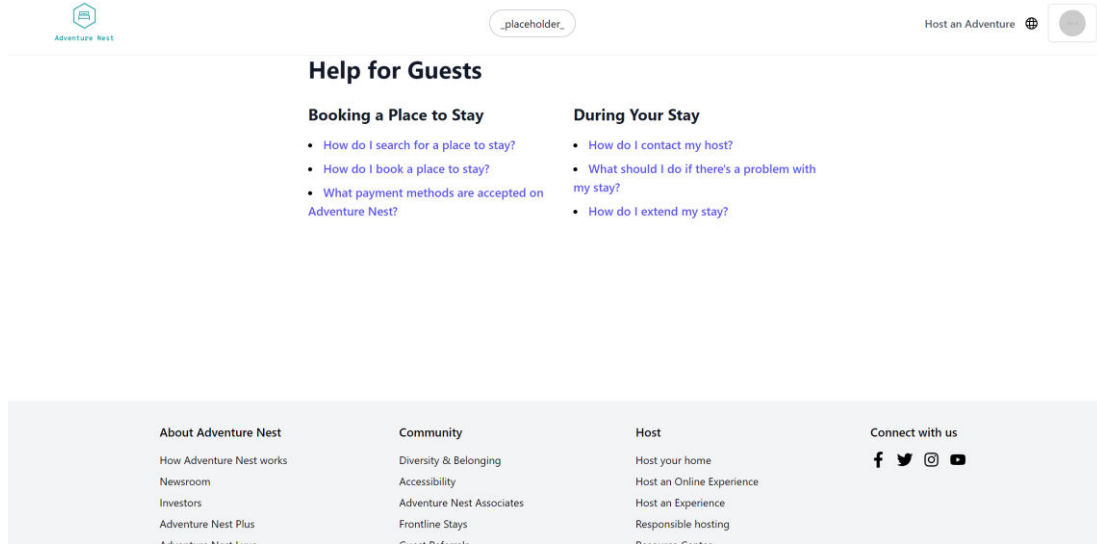 Adventure Nest
_placeholder_
Host an Adventure
Help for Guests
Booking a Place to Stay
How do I search for a place to stay?
How do I book a place to stay?
What payment methods are accepted on
Adventure Nest?
During Your Stay
How do I contact my host?
What should I do if there's a problem with
my stay?
How do I extend my stay?
About Adventure Nest
How Adventure Nest works
Newsroom
Investors
Adventure Nest Plus
Community
Diversity & Belonging
Accessibility
Adventure Nest Associates
Frontline Stays
Host
Host your home
Host an Online Experience
Host an Experience
Responsible hosting
Connect with us